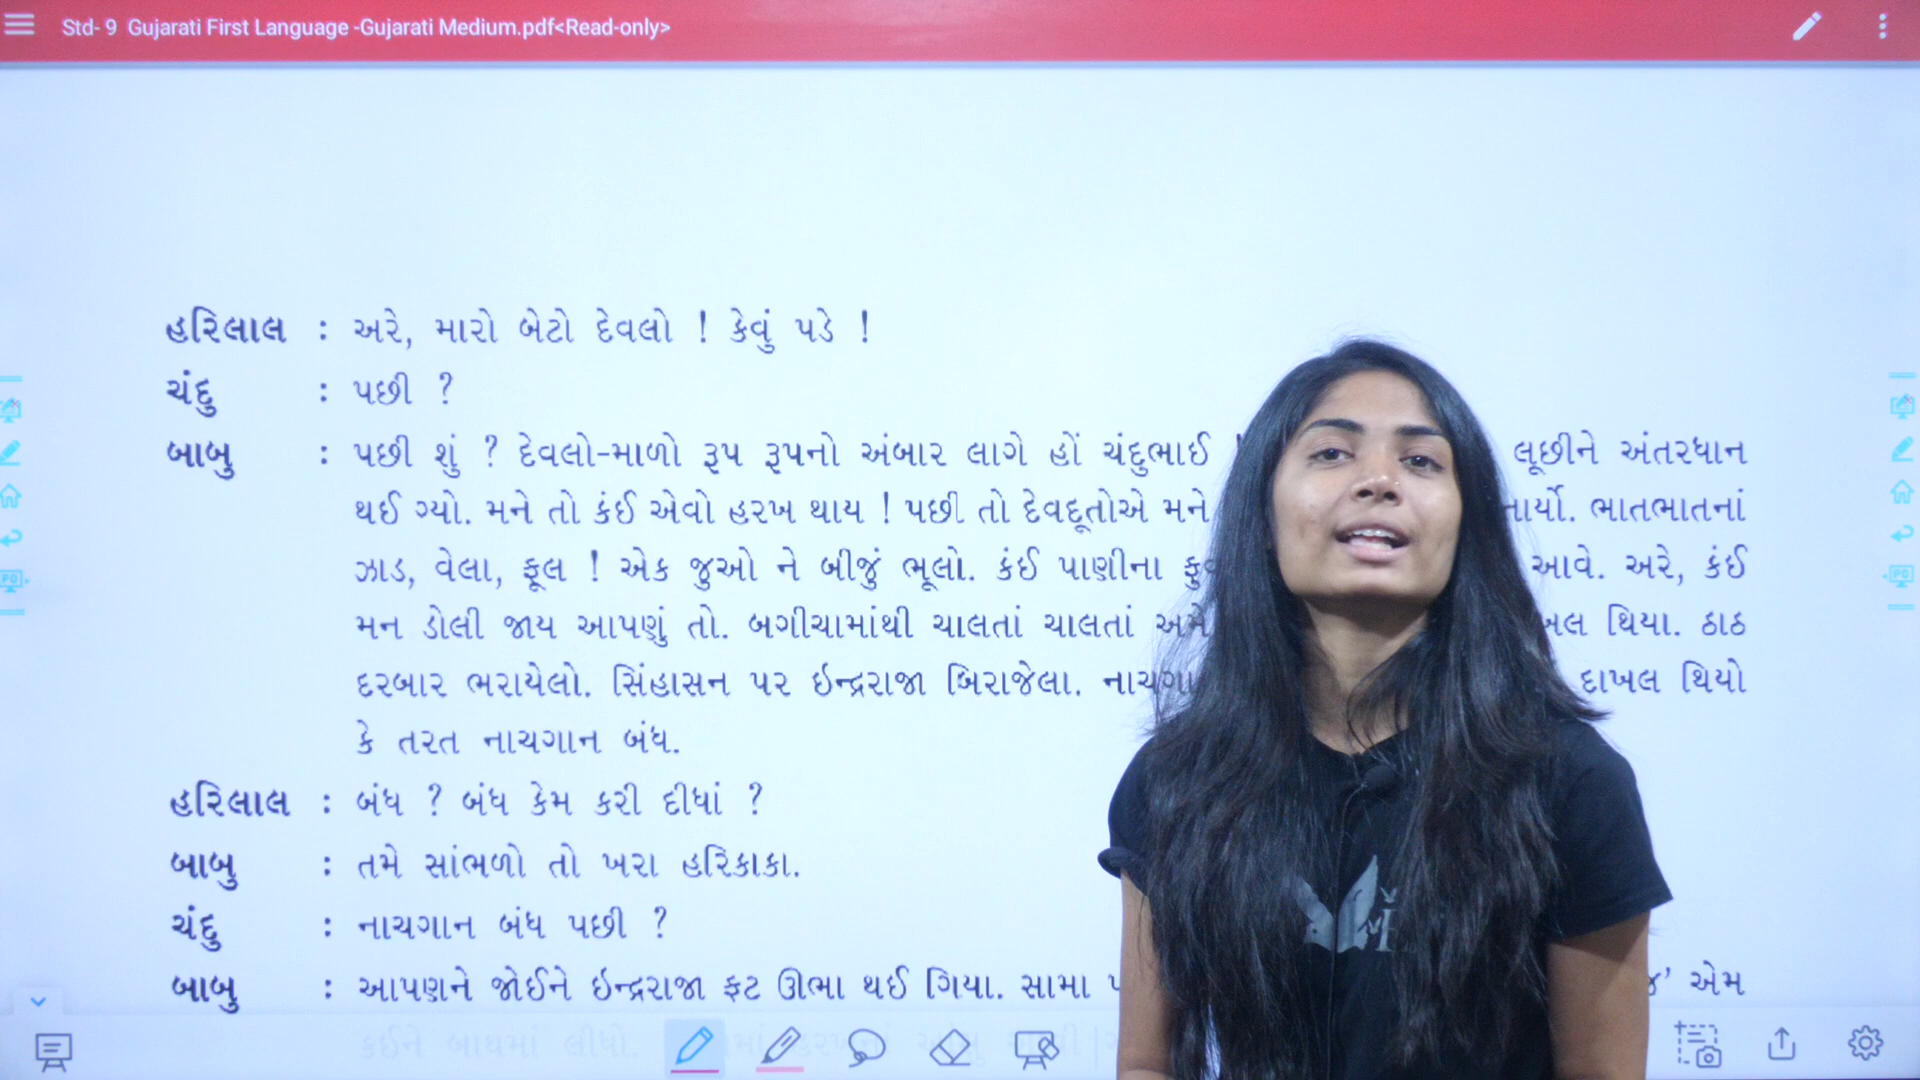 Std- 9 Gujarati First Language -Gujarati Medium.pdf<Read-only>
હરિલાલ : અરે, મારો બેટો દેવલો ! કેવું પડે !
ચંદુ : પછી ?
બાબુ : પછી શું ? દેવલો-માળો રૂપ રૂપનો અંબાર લાગે હોં ચંદુભાઈ ! લૂછીને અંતરધાન
થઈ ગ્યો. મને તો કંઈ એવો હરખ થાય ! પછી તો દેવદૂતોએ મને ભાતભાતનાં
ઝાડ, વેલા, ફૂલ ! એક જુઓ ને બીજું ભૂલો. કંઈ પાણીના આવે. અરે, કંઈ
મન ડોલી જાય આપણું તો. બગીચામાંથી ચાલતાં ચાલતાં અમે થિયા. ઠાઠ
દરબાર ભરાયેલો. સિંહાસન પર ઇન્દ્રરાજા બિરાજેલા. દાખલ થિયો
કે તરત નાચગાન બંધ.
હરિલાલ : બંધ ? બંધ કેમ કરી દીધાં ?
બાબુ : તમે સાંભળો તો ખરા હરિકાકા.
ચંદુ : નાચગાન બંધ પછી ?
બાબુ : આપણને જોઈને ઇન્દ્રરાજા ફટ ઊભા થઈ ગિયા. સામા એમ
કઈને બાથમાં લીધો.